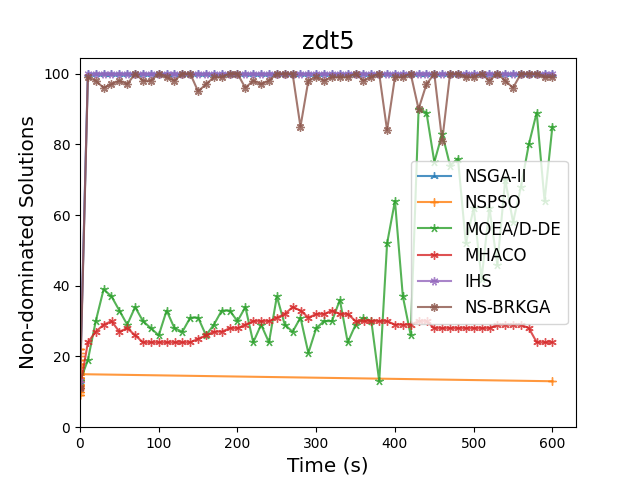 zdt5
Non-dominated Solutions
100
80
60
40
20
0
0 100 200 300 400 500 600
Time (s)
NSGA-II
NSPSO
MOEA/D-DE
MHACO
IHS
NS-BRKGA